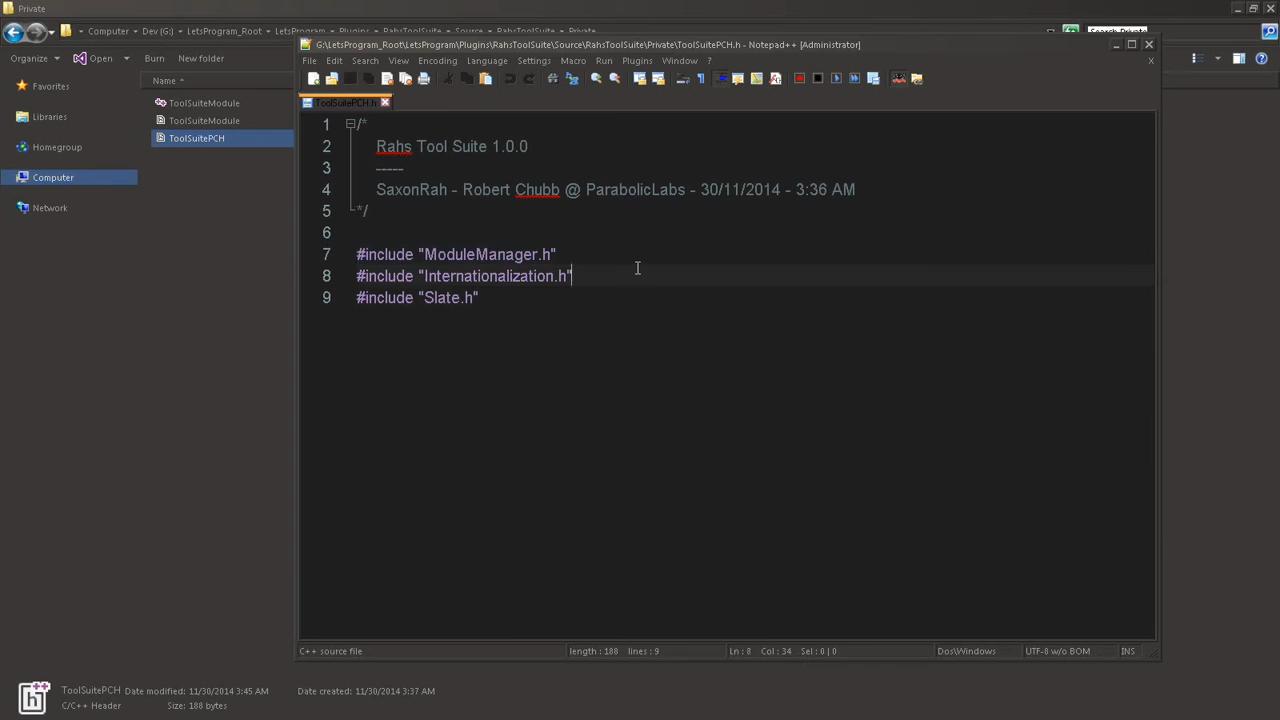 Private
Computer ▸ Dev (G:) ▸ LetsProgram_Root ▸ LetsProgram ▸ Plugins ▸ RahsToolSuite ▸ Source ▸ RahsToolSuite ▸ Private
Organize Open Burn New folder
Favorites
Libraries
Homegroup
Computer
Network
Name
ToolSuiteModule
ToolSuiteModule
ToolSuitePCH
G:\LetsProgram_Root\LetsProgram\Plugins\RahsToolSuite\Source\RahsToolSuite\Private\ToolSuitePCH.h - Notepad++ [Administrator]
File Edit Search View Encoding Language Settings Macro Run Plugins Window ? X
ToolSuitePCH.h
1 /*
2 Rahs Tool Suite 1.0.0
3 -----
4 SaxonRah - Robert Chubb @ ParabolicLabs - 30/11/2014 - 3:36 AM
5 */
6
7 #include "ModuleManager.h"
8 #include "Internationalization.h"
9 #include "Slate.h"
C++ source file length : 188 lines : 9 Ln : 8 Col : 34 Sel : 0 | 0 Dos\Windows UTF-8 w/o BOM INS
ToolSuitePCH Date modified: 11/30/2014 3:45 AM Date created: 11/30/2014 3:37 AM
C/C++ Header Size: 188 bytes